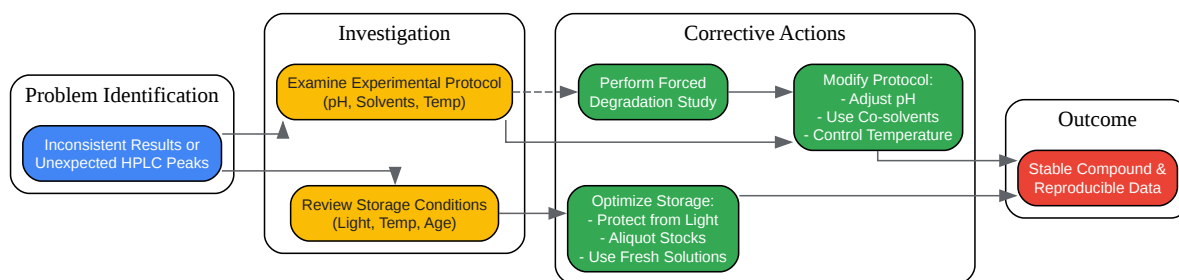 Problem Identification
Inconsistent Results or
Unexpected HPLC Peaks
Investigation
Examine Experimental Protocol
(pH, Solvents, Temp)
Review Storage Conditions
(Light, Temp, Age)
Corrective Actions
Perform Forced
Degradation Study
Modify Protocol:
- Adjust pH
- Use Co-solvents
- Control Temperature
Optimize Storage:
- Protect from Light
- Aliquot Stocks
- Use Fresh Solutions
Outcome
Stable Compound &
Reproducible Data